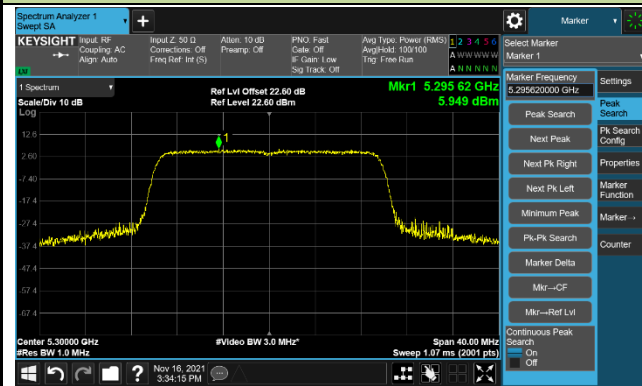 Spectrum Analyzer 1
Swept SA
Marker
KEYSIGHT
Input: RF
Coupling: AC
Align: Auto
Input Z: 50 Ω
Corrections: Off
Freq Ref: Int (S)
Atten: 10 dB
Preamp: Off
PNO: Fast
Gate: Off
IF Gain: Low
Sig Track: Off
Avg Type: Power (RMS)
Avg|Hold: 100/100
Trig: Free Run
1 2 3 4 5 6
A W W W W W
A N N N N N
LXI
Select Marker
Marker 1
1 Spectrum
Scale/Div 10 dB
Log
Ref Lvl Offset 22.60 dB
Ref Level 22.60 dBm
Mkr1 5.295 62 GHz
5.949 dBm
12.6
2.60
-7.40
-17.4
-27.4
-37.4
-47.4
-57.4
-67.4
1
Center 5.30000 GHz
#Res BW 1.0 MHz
#Video BW 3.0 MHz*
Span 40.00 MHz
Sweep 1.07 ms (2001 pts)
Marker Frequency
5.295620000 GHz
Peak Search
Next Peak
Next Pk Right
Next Pk Left
Minimum Peak
Pk-Pk Search
Marker Delta
Mkr→CF
Mkr→Ref Lvl
Continuous Peak
Search
On
Off
Settings
Peak
Search
Pk Search
Config
Properties
Marker
Function
Marker→
Counter
Nov 16, 2021
3:34:15 PM